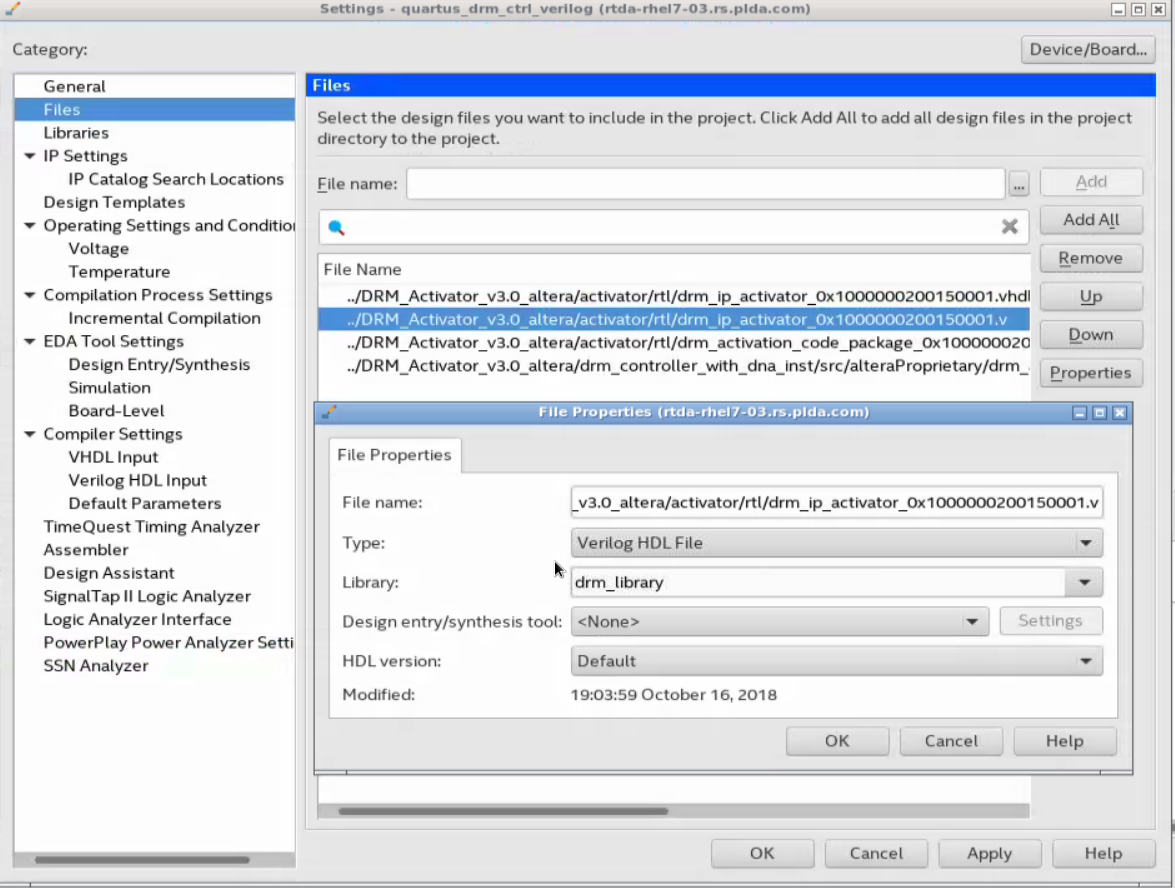 Settings - quartus_drm_ctrl_verilog (rtda-rhel7-03.rs.plda.com)
Category:
Device/Board...
General
Files
Libraries
IP Settings
IP Catalog Search Locations
Design Templates
Operating Settings and Conditio
Voltage
Temperature
Compilation Process Settings
Incremental Compilation
EDA Tool Settings
Design Entry/Synthesis
Simulation
Board-Level
Compiler Settings
VHDL Input
Verilog HDL Input
Default Parameters
TimeQuest Timing Analyzer
Assembler
Design Assistant
SignalTap II Logic Analyzer
Logic Analyzer Interface
PowerPlay Power Analyzer Setti
SSN Analyzer
Files
Select the design files you want to include in the project. Click Add All to add all design files in the project
directory to the project.
File name:
...
Add
Add All
Remove
Up
Down
Properties
File Name
../DRM_Activator_v3.0_altera/activator/rtl/drm_ip_activator_0x1000000200150001.vhdl
../DRM_Activator_v3.0_altera/activator/rtl/drm_ip_activator_0x1000000200150001.v
../DRM_Activator_v3.0_altera/activator/rtl/drm_activation_code_package_0x100000020
../DRM_Activator_v3.0_altera/drm_controller_with_dna_inst/src/alteraProprietary/drm_
File Properties (rtda-rhel7-03.rs.plda.com)
File Properties
File name: _v3.0_altera/activator/rtl/drm_ip_activator_0x1000000200150001.v
Type: Verilog HDL File
Library: drm_library
Design entry/synthesis tool: <None> Settings
HDL version: Default
Modified: 19:03:59 October 16, 2018
OK Cancel Help
OK Cancel Apply Help